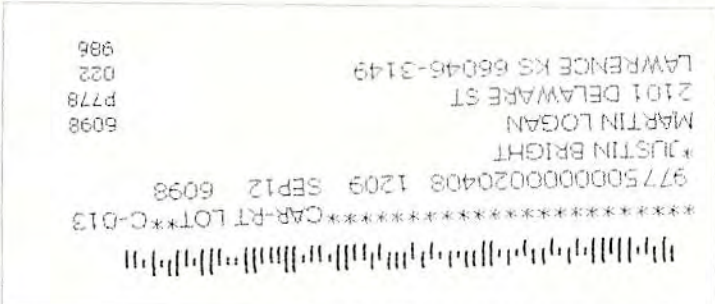 *************************CAR-RT LOT**C-013
9775000000020408 1209 SEP12 6098
*JUSTIN BRIGHT
MARTIN LOGAN 6098
2101 DELAWARE ST P778
LAWRENCE KS 66046-3149 022
986